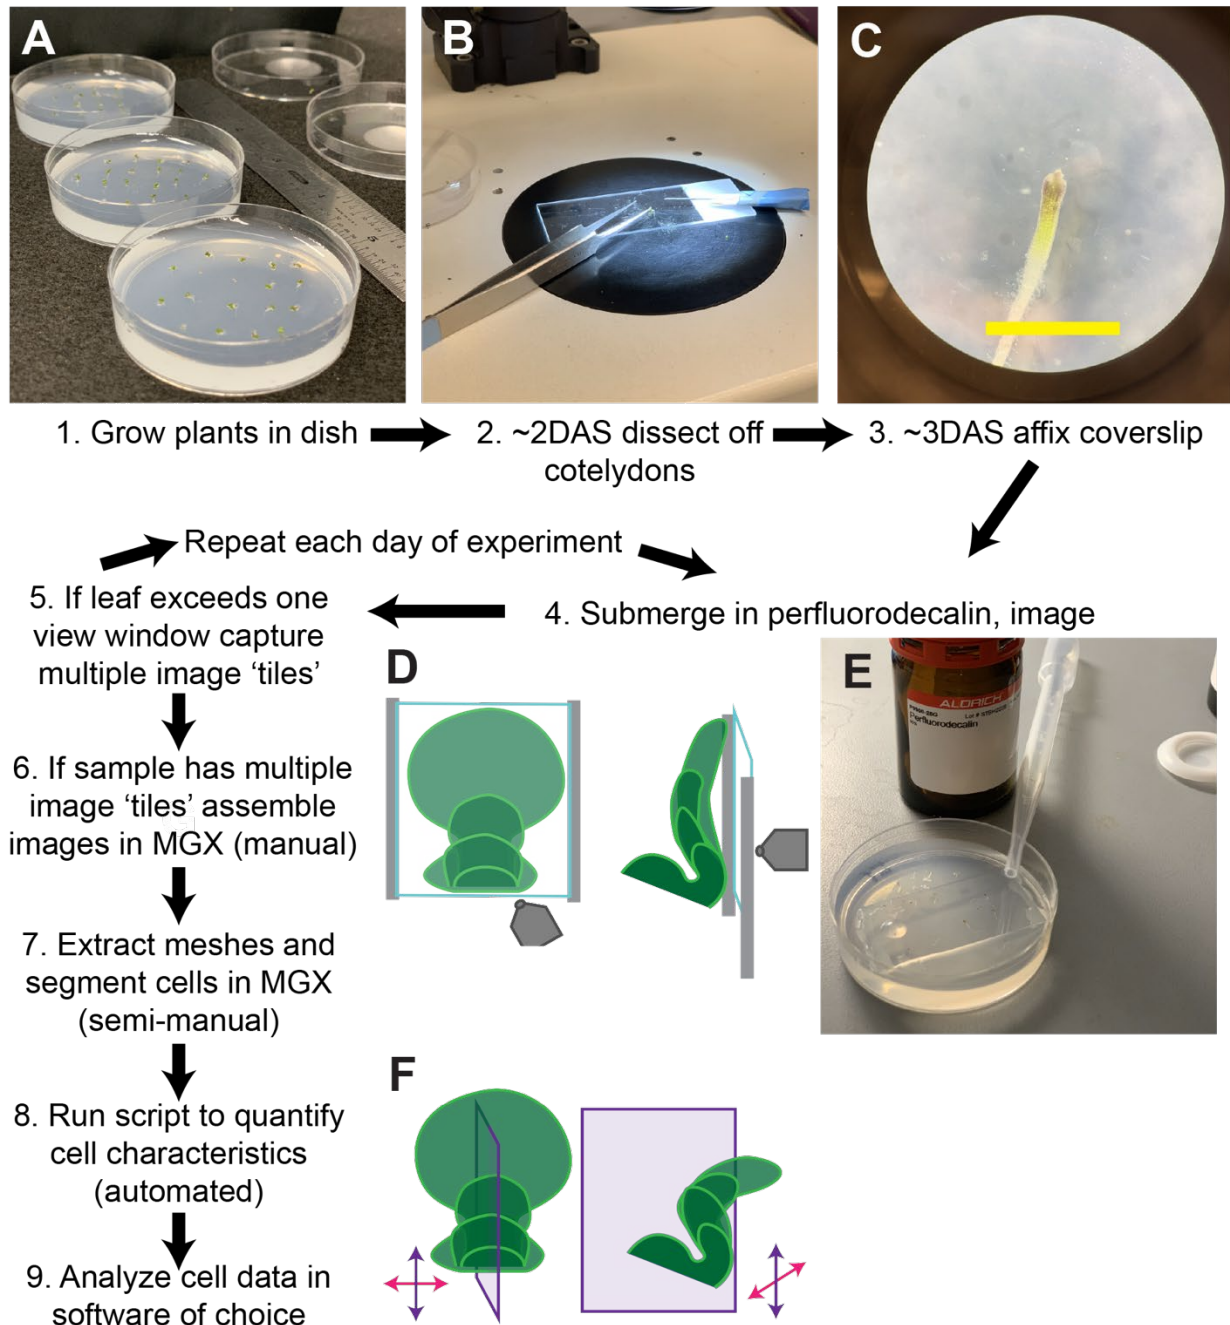 A
B
C
1. Grow plants in dish
2. ~2DAS dissect off
cotelydons
3. ~3DAS affix coverslip
Repeat each day of experiment
4. Submerge in perfluorodecalin, image
5. If leaf exceeds one
view window capture
multiple image ‘tiles’
D
E
ALDRICH
Perfluorodecalin
6. If sample has multiple
image ‘tiles’ assemble
images in MGX (manual)
7. Extract meshes and
segment cells in MGX
(semi-manual)
F
8. Run script to quantify
cell characteristics
(automated)
9. Analyze cell data in
software of choice